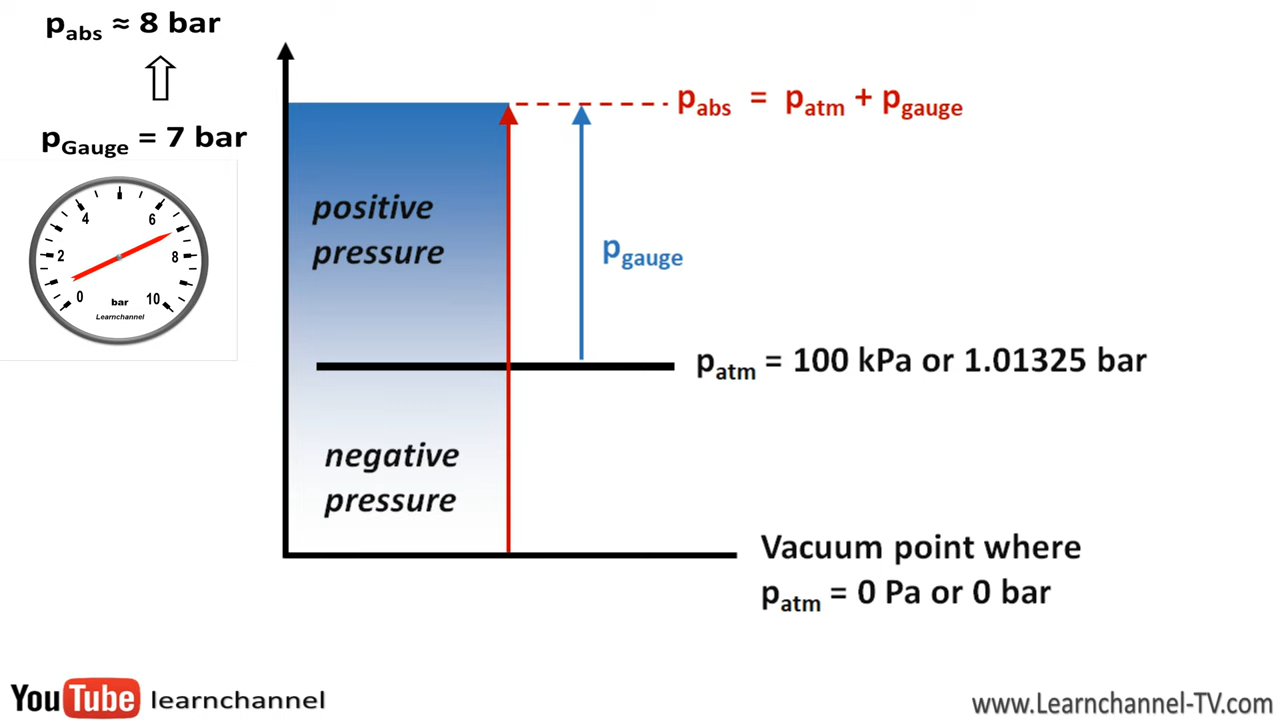 pabs ≈ 8 bar
pGauge = 7 bar
4
6
2
8
0
10
bar
Learnchannel
positive
pressure
pabs = patm + pgauge
pgauge
patm = 100 kPa or 1.01325 bar
negative
pressure
Vacuum point where
patm = 0 Pa or 0 bar
YouTube learnchannel
www.Learnchannel-TV.com